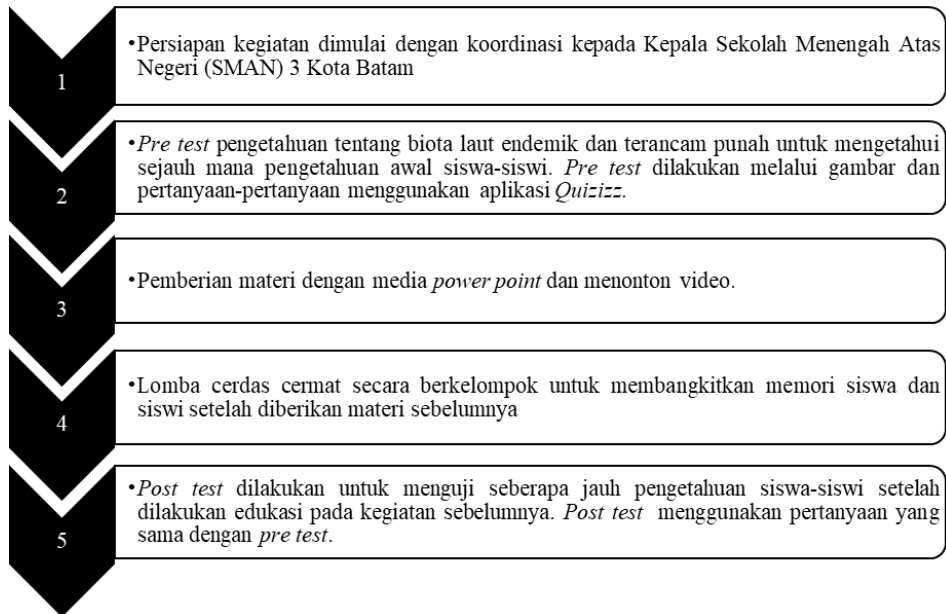 1
•Persiapan kegiatan dimulai dengan koordinasi kepada Kepala Sekolah Menengah Atas
Negeri (SMAN) 3 Kota Batam
2
•Pre test pengetahuan tentang biota laut endemik dan terancam punah untuk mengetahui
sejauh mana pengetahuan awal siswa-siswi. Pre test dilakukan melalui gambar dan
pertanyaan-pertanyaan menggunakan aplikasi Quizizz.
3
•Pemberian materi dengan media power point dan menonton video.
4
•Lomba cerdas cermat secara berkelompok untuk membangkitkan memori siswa dan
siswi setelah diberikan materi sebelumnya
5
•Post test dilakukan untuk menguji seberapa jauh pengetahuan siswa-siswi setelah
dilakukan edukasi pada kegiatan sebelumnya. Post test menggunakan pertanyaan yang
sama dengan pre test.